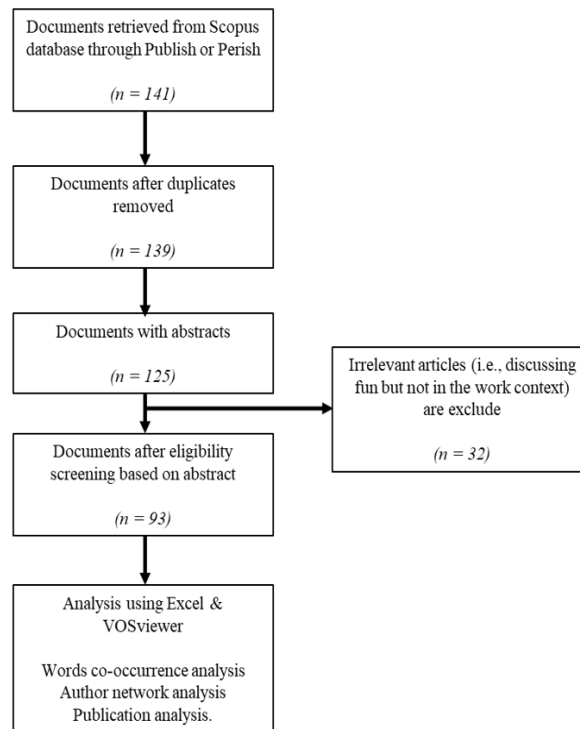 Documents retrieved from Scopus
database through Publish or Perish
(n = 141)
Documents after duplicates
removed
(n = 139)
Documents with abstracts
(n = 125)
Irrelevant articles (i.e., discussing
fun but not in the work context)
are exclude
(n = 32)
Documents after eligibility
screening based on abstract
(n = 93)
Analysis using Excel &
VOSviewer
Words co-occurrence analysis
Author network analysis
Publication analysis.